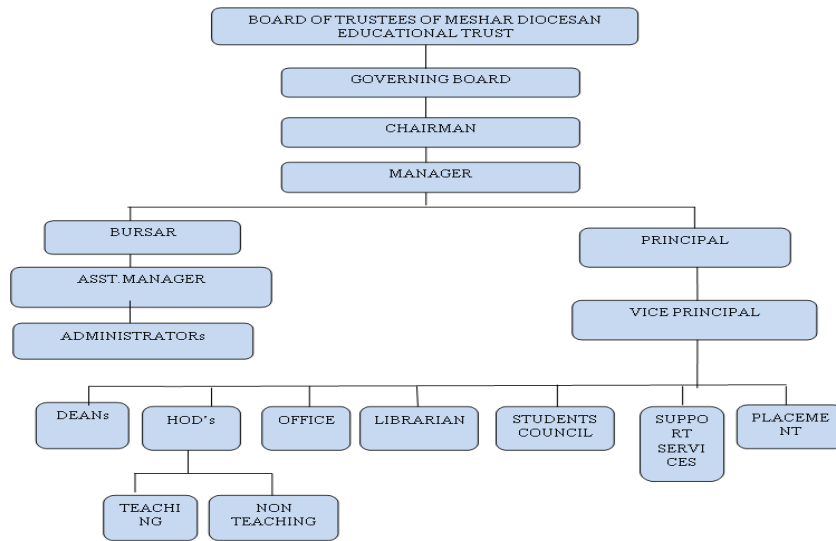 BOARD OF TRUSTEES OF MESHAR DIOCESAN
EDUCATIONAL TRUST
GOVERNING BOARD
CHAIRMAN
MANAGER
BURSAR
PRINCIPAL
ASST.MANAGER
VICE PRINCIPAL
ADMINISTRATORs
DEANs
HOD's
OFFICE
LIBRARIAN
STUDENTS
COUNCIL
SUPPO
RT
SERVI
CES
PLACEME
NT
TEACHI
NG
NON
TEACHING